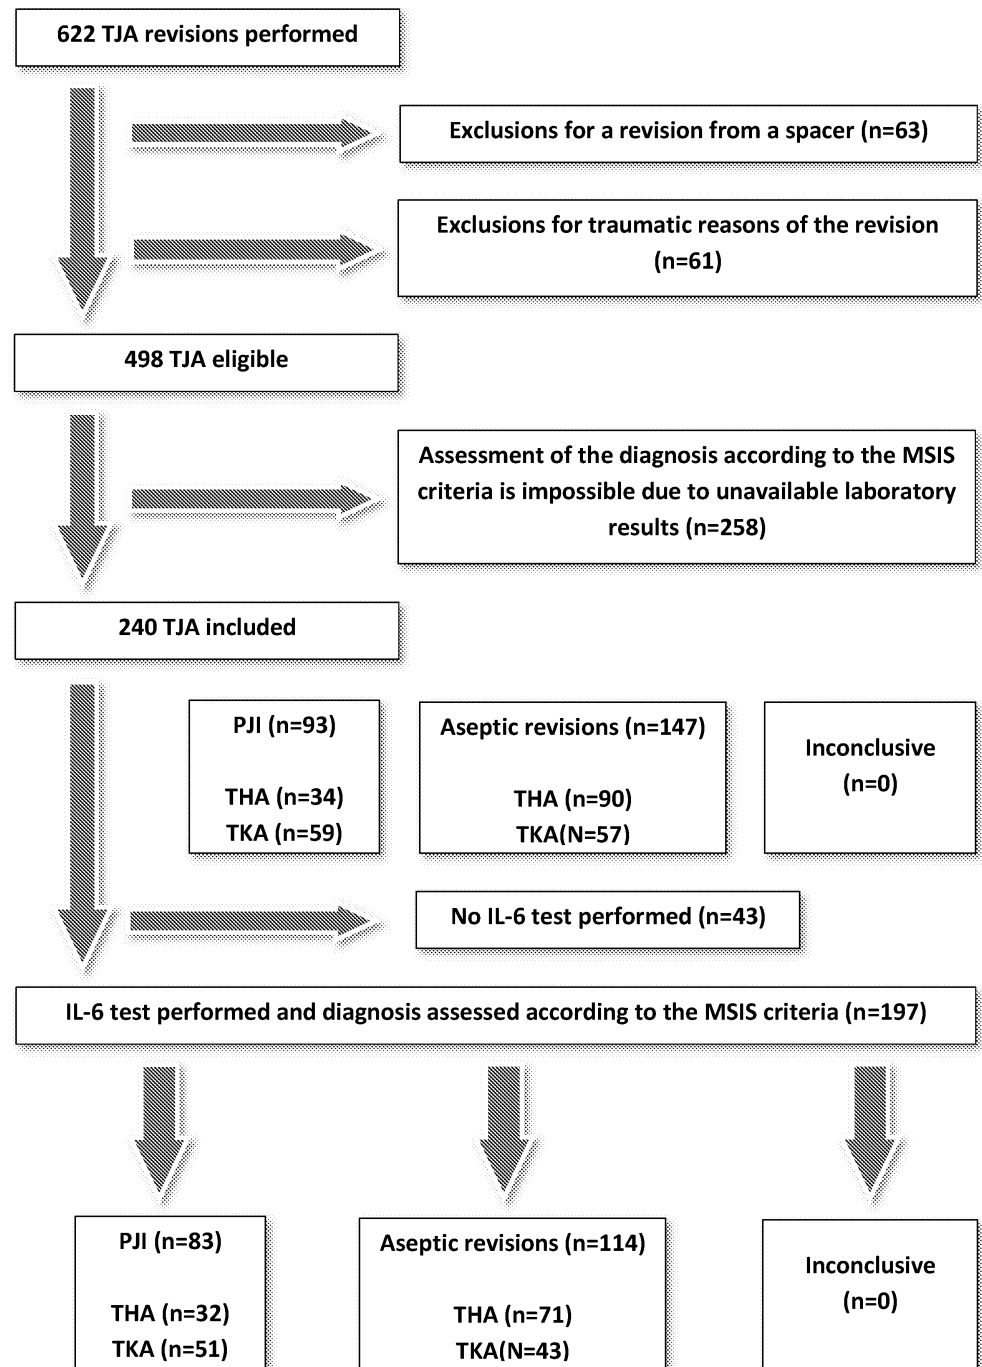 622 TJA revisions performed
Exclusions for a revision from a spacer (n=63)
Exclusions for traumatic reasons of the revision
(n=61)
498 TJA eligible
Assessment of the diagnosis according to the MSIS
criteria is impossible due to unavailable laboratory
results (n=258)
240 TJA included
PJI (n=93)
THA (n=34)
TKA (n=59)
Aseptic revisions (n=147)
THA (n=90)
TKA(N=57)
Inconclusive
(n=0)
No IL-6 test performed (n=43)
IL-6 test performed and diagnosis assessed according to the MSIS criteria (n=197)
PJI (n=83)
THA (n=32)
TKA (n=51)
Aseptic revisions (n=114)
THA (n=71)
TKA(N=43)
Inconclusive
(n=0)